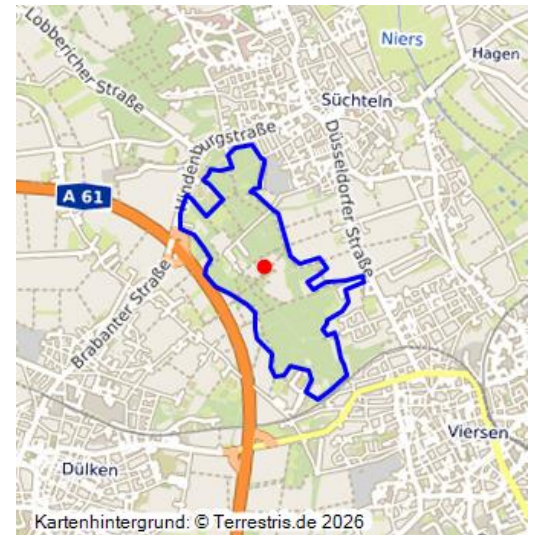 Lobbericher Straße
Niers
Hagen
Süchteln
Hindenburgstraße
Düsseldorfer Straße
A 61
Brabanter Straße
Viersen
Dülken
Kartenhintergrund: © Terrestris.de 2026